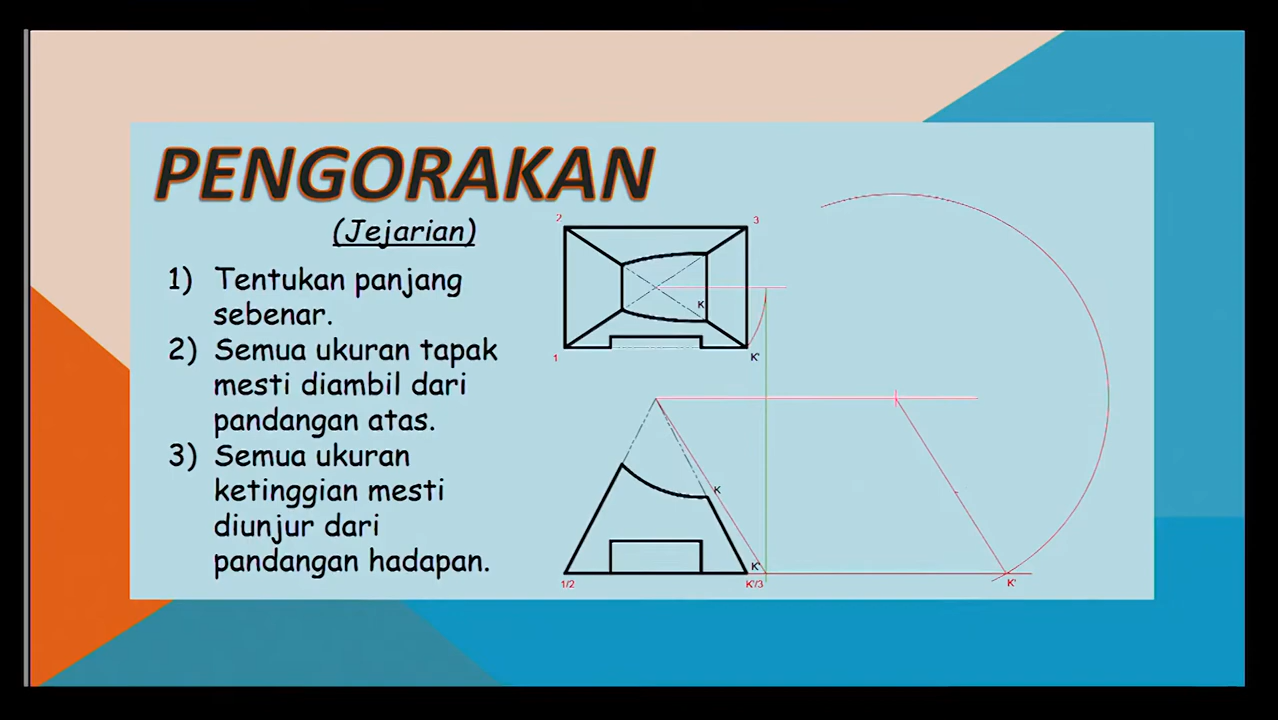 PENGORAKAN
(Jejarian)
1) Tentukan panjang
sebenar.
2) Semua ukuran tapak
mesti diambil dari
pandangan atas.
3) Semua ukuran
ketinggian mesti
diunjur dari
pandangan hadapan.
2
3
K
1
K'
K
K'
1/2
K'/3
K'